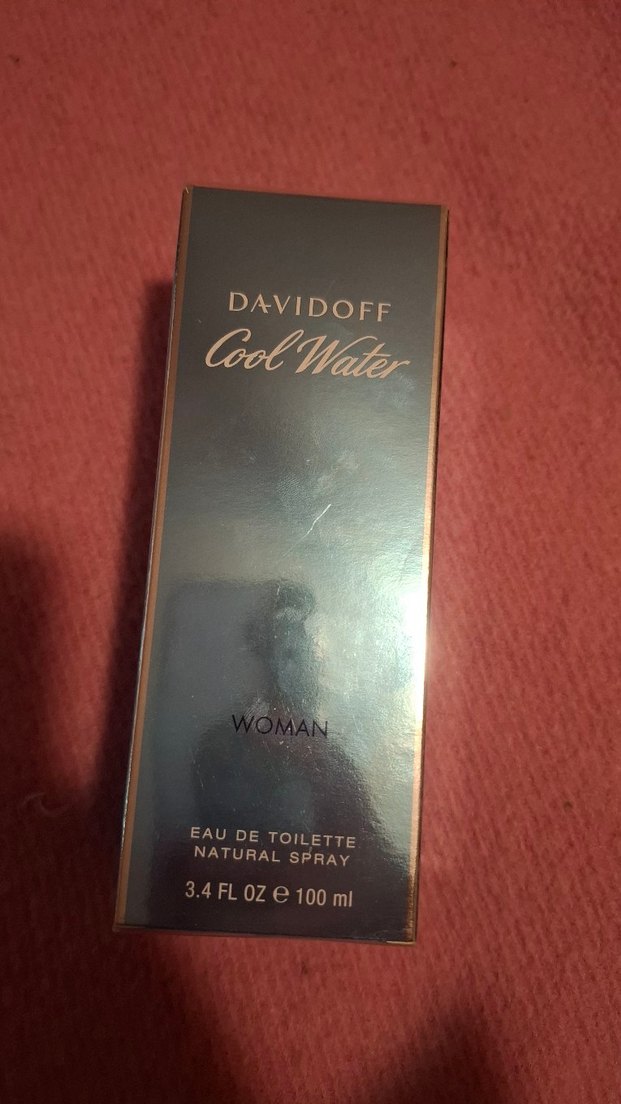 DAVIDOFF
Cool Water
WOMAN
EAU DE TOILETTE
NATURAL SPRAY
3.4 FL OZ ℮ 100 ml